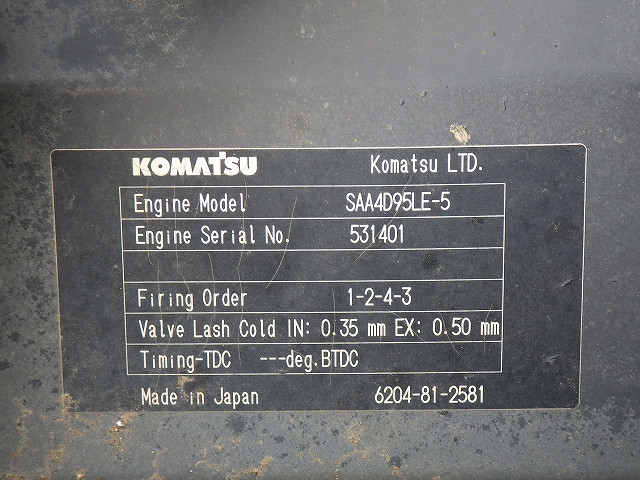 KOMATSU Komatsu LTD.
Engine Model SAA4D95LE-5
Engine Serial No. 531401
Firing Order 1-2-4-3
Valve Lash Cold IN: 0.35 mm EX: 0.50 mm
Timing-TDC ---deg.BTDC
Made in Japan 6204-81-2581